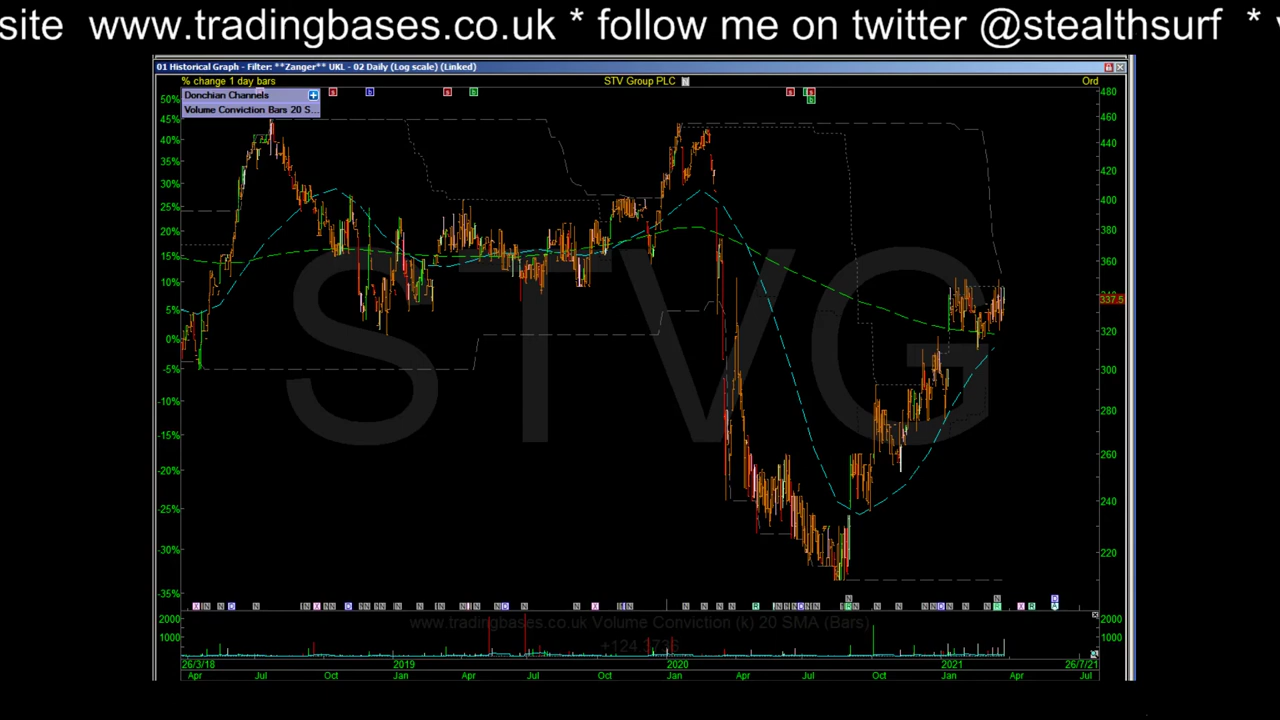 site www.tradingbases.co.uk * follow me on twitter @stealthsurf *
01 Historical Graph - Filter: **Zanger** UKL - 02 Daily (Log scale) (Linked)
% change 1 day bars STV Group PLC N Ord
Donchian Channels
Volume Conviction Bars 20 S...
50% 480
45% 460
40% 440
35% 420
30% 400
25%
20% 380
15% 360
10%
5% 337.5
0% 320
-5% 300
-10% 280
-15% 260
-20%
-25% 240
-30% 220
-35%
STVG
www.tradingbases.co.uk Volume Conviction (k) 20 SMA (Bars)
2000 2000
1000 1000
26/3/18 2019 2020 2021 26/7/21
Apr Jul Oct Jan Apr Jul Oct Jan Apr Jul Oct Jan Apr Jul